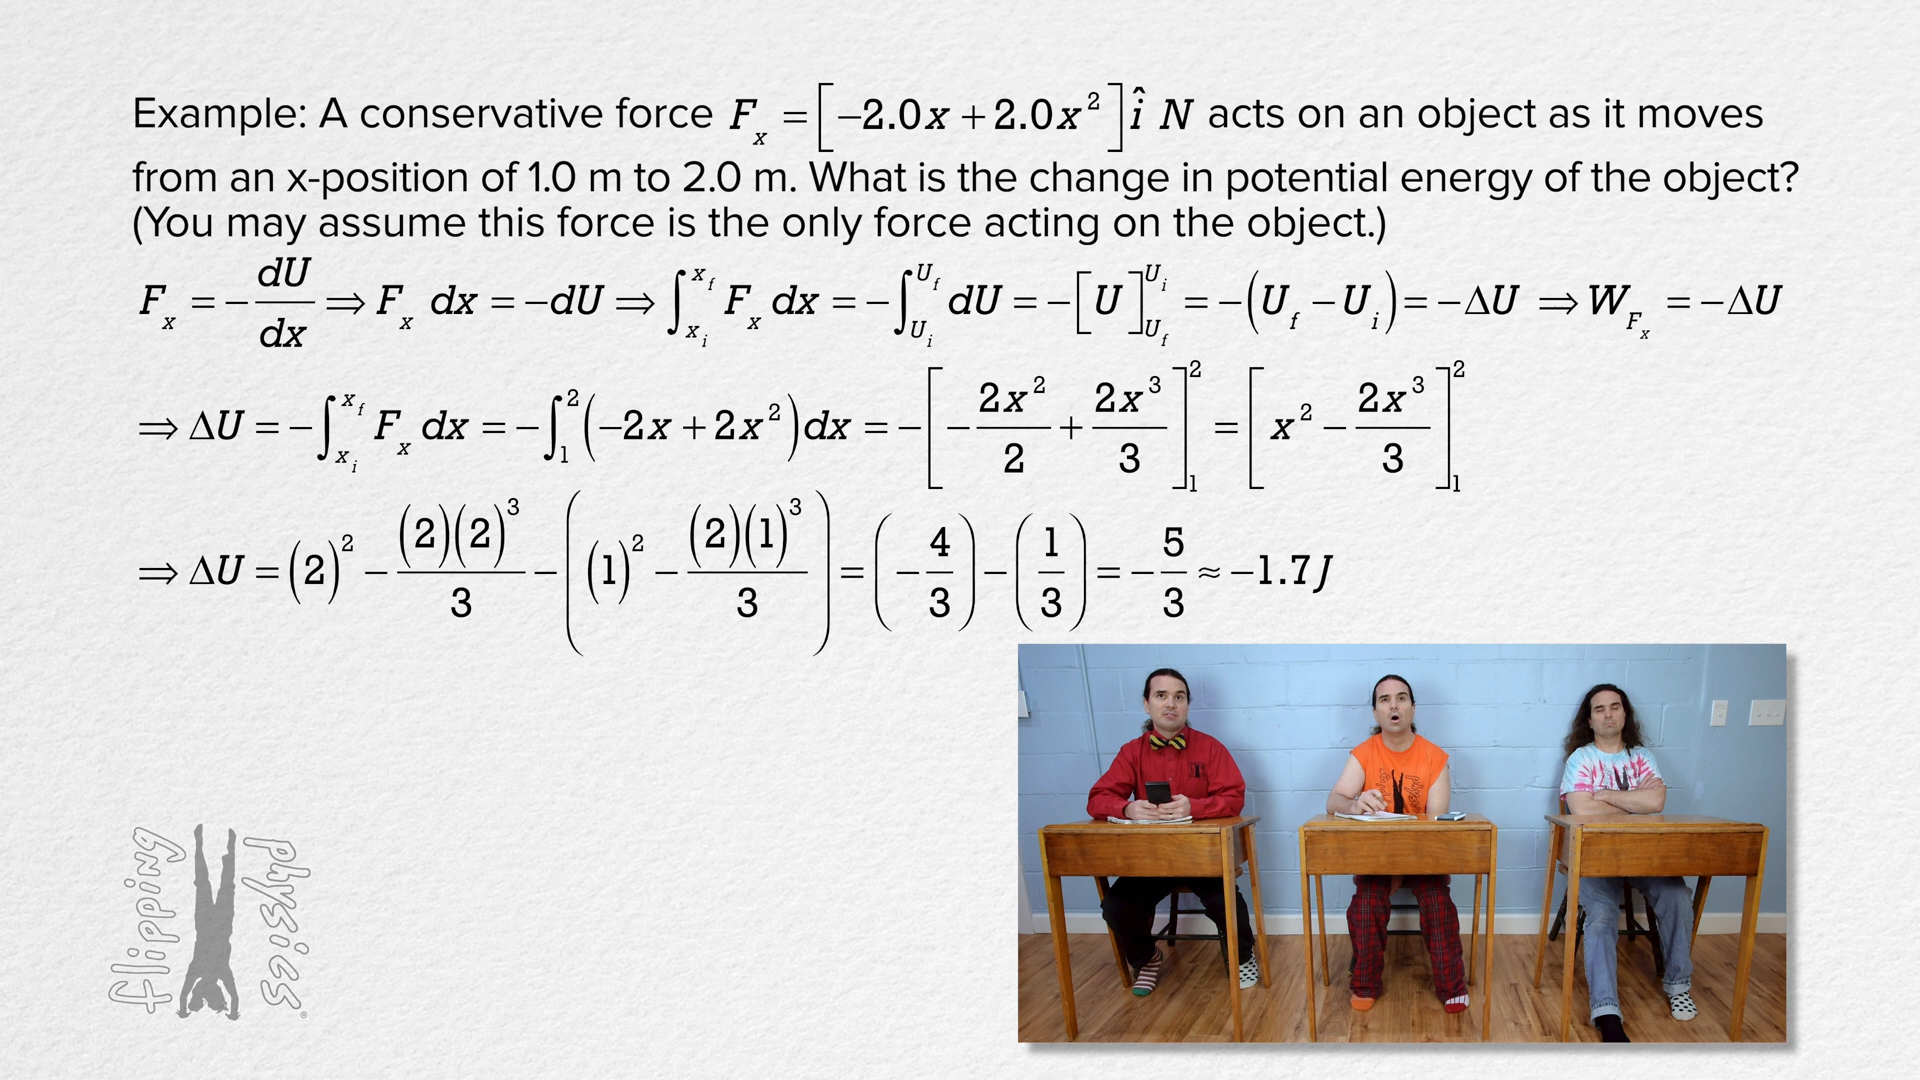 Example: A conservative force F_x = [−2.0x + 2.0x²] î N acts on an object as it moves
from an x-position of 1.0 m to 2.0 m. What is the change in potential energy of the object?
(You may assume this force is the only force acting on the object.)
F_x = −dU/dx ⇒ F_x dx = −dU ⇒ ∫_{x_i}^{x_f} F_x dx = −∫_{U_i}^{U_f} dU = −[U]_{U_f}^{U_i} = −(U_f − U_i) = −ΔU ⇒ W_{F_x} = −ΔU
⇒ ΔU = −∫_{x_i}^{x_f} F_x dx = −∫_1^2 (−2x + 2x²)dx = −[−2x²/2 + 2x³/3]_1^2 = [x² − 2x³/3]_1^2
⇒ ΔU = (2)² − (2)(2)³/3 − ((1)² − (2)(1)³/3) = (−4/3) − (1/3) = −5/3 ≈ −1.7J
flipping physics